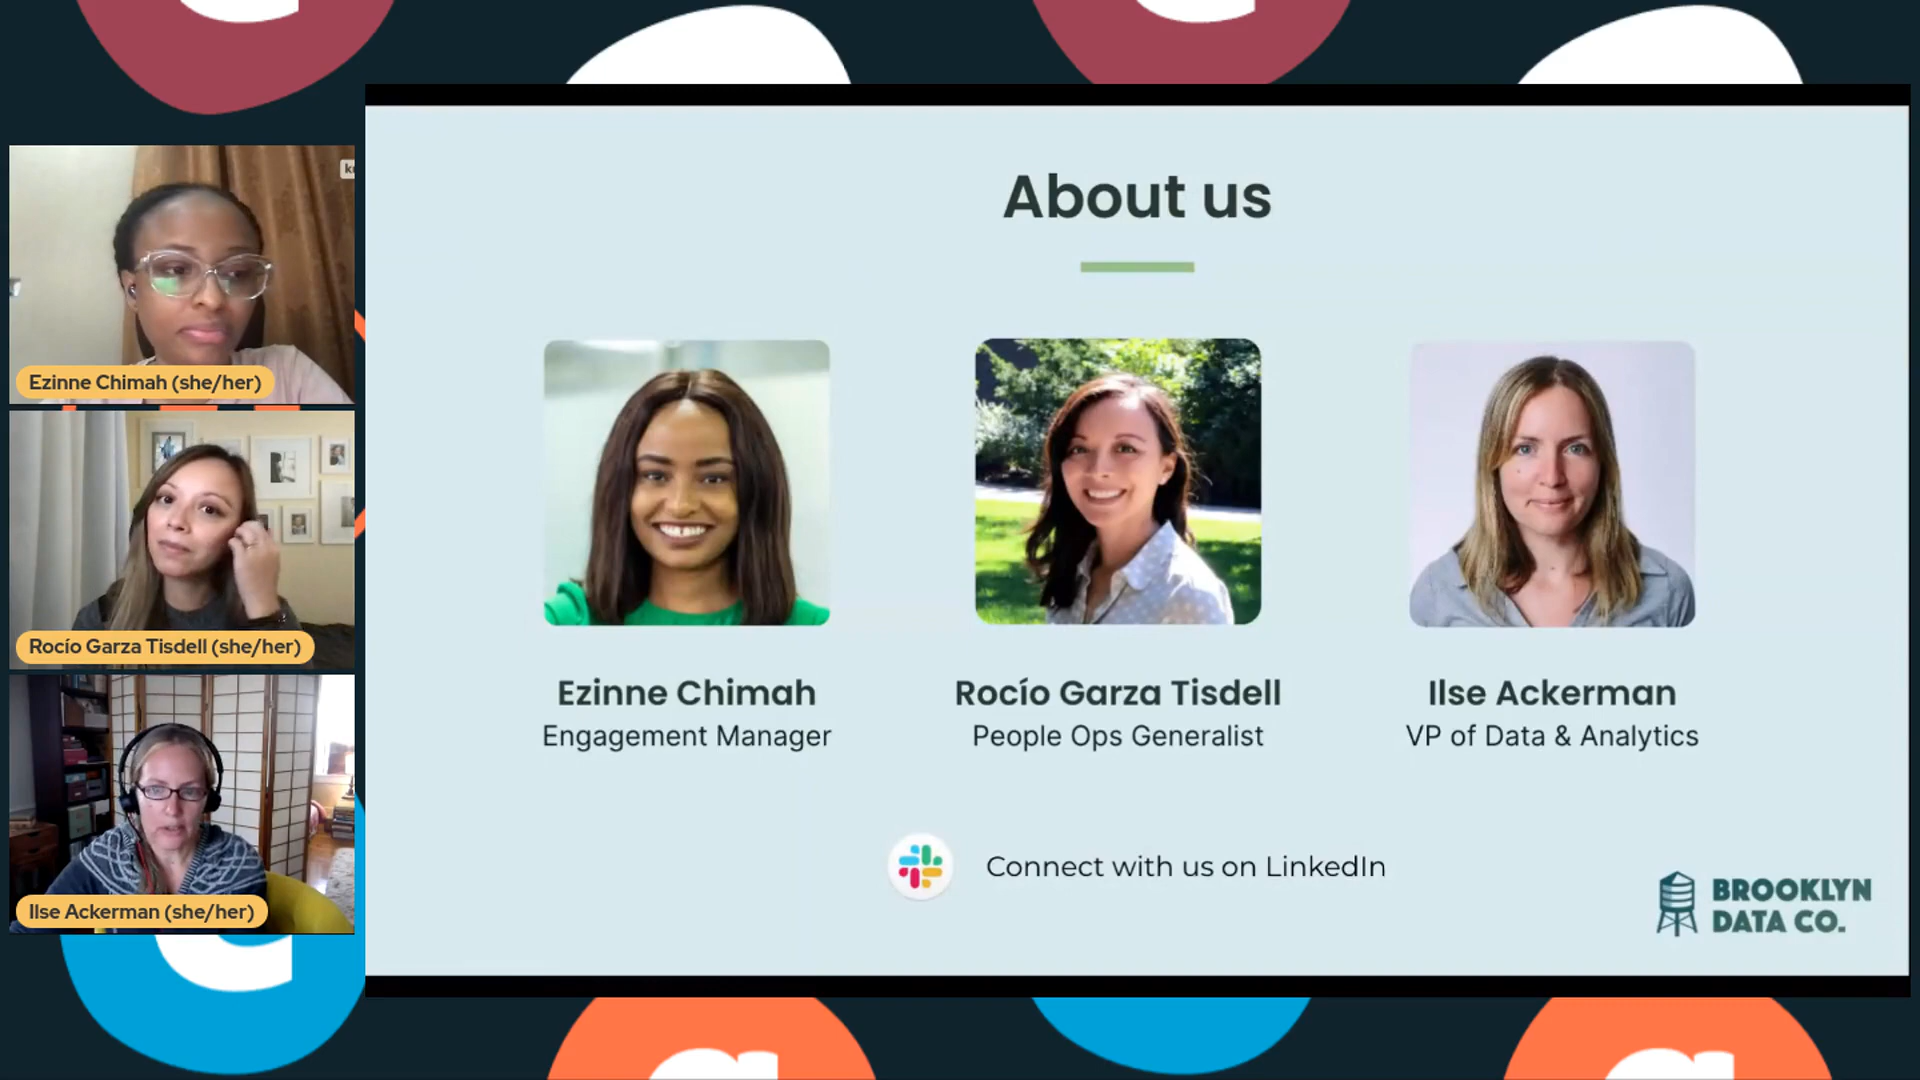 Ezinne Chimah (she/her)
Rocío Garza Tisdell (she/her)
Ilse Ackerman (she/her)
About us
Ezinne Chimah
Engagement Manager
Rocío Garza Tisdell
People Ops Generalist
Ilse Ackerman
VP of Data & Analytics
Connect with us on LinkedIn
BROOKLYN
DATA CO.